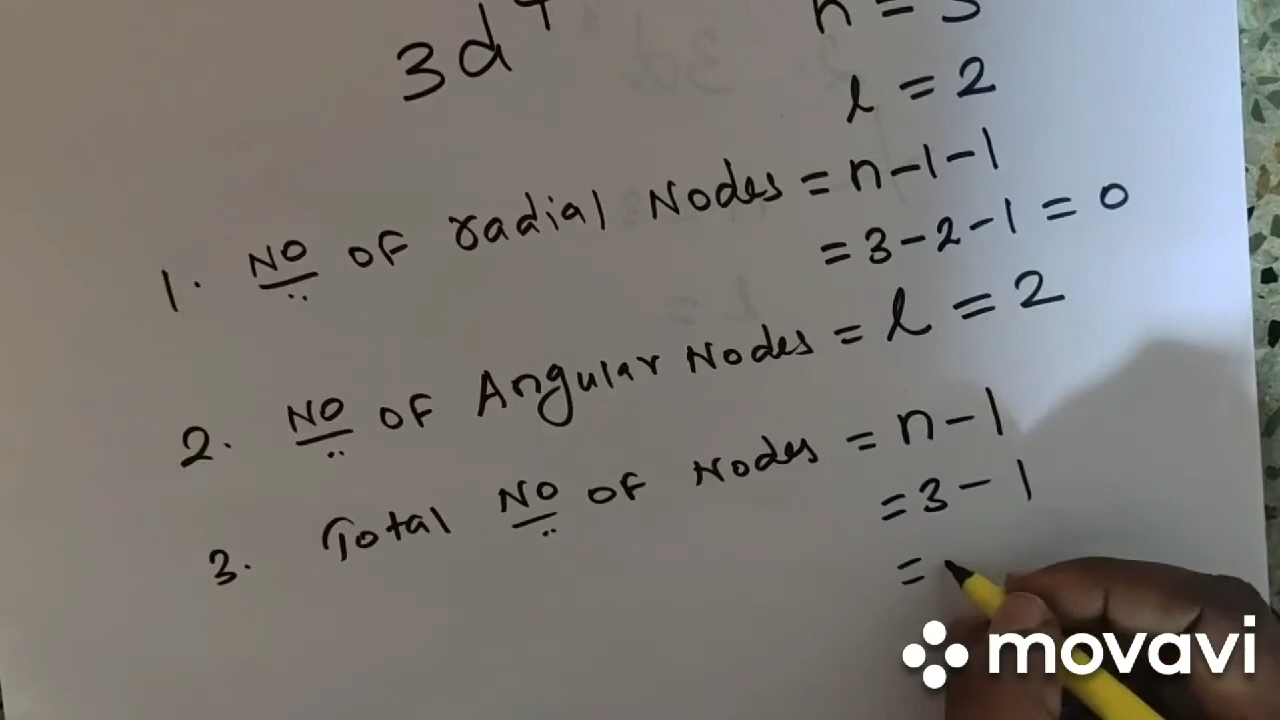 3d
n = 3
l = 2
1. NO of radial Nodes = n-l-1
= 3-2-1 = 0
2. NO of Angular Nodes = l = 2
3. Total NO of Nodes = n-1
= 3-1
=
movavi